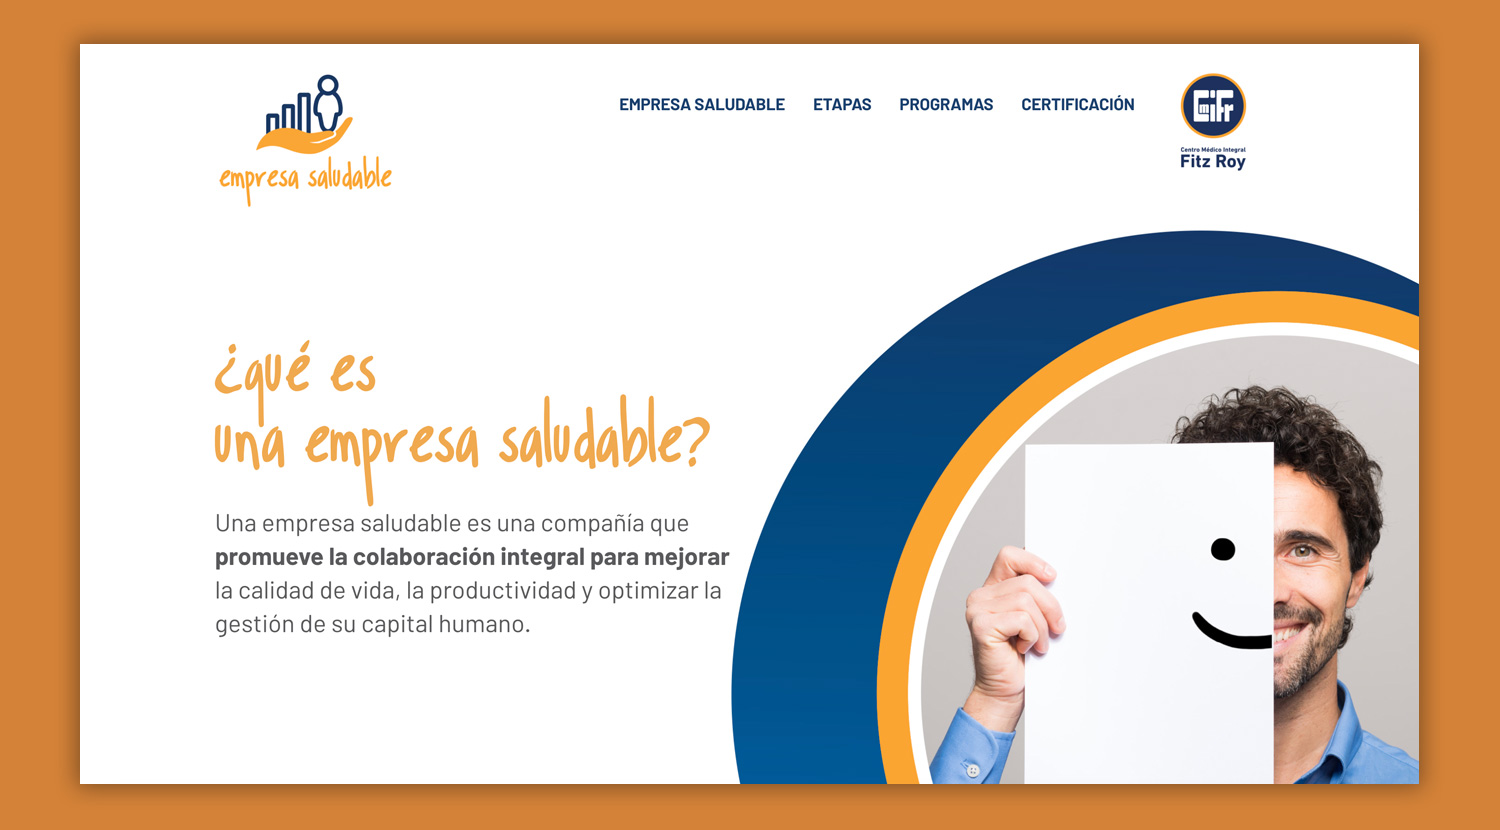 empresa saludable
EMPRESA SALUDABLE ETAPAS PROGRAMAS CERTIFICACIÓN
CmiFr
Centro Médico Integral
Fitz Roy
¿qué es
una empresa saludable?
Una empresa saludable es una compañía que
promueve la colaboración integral para mejorar
la calidad de vida, la productividad y optimizar la
gestión de su capital humano.